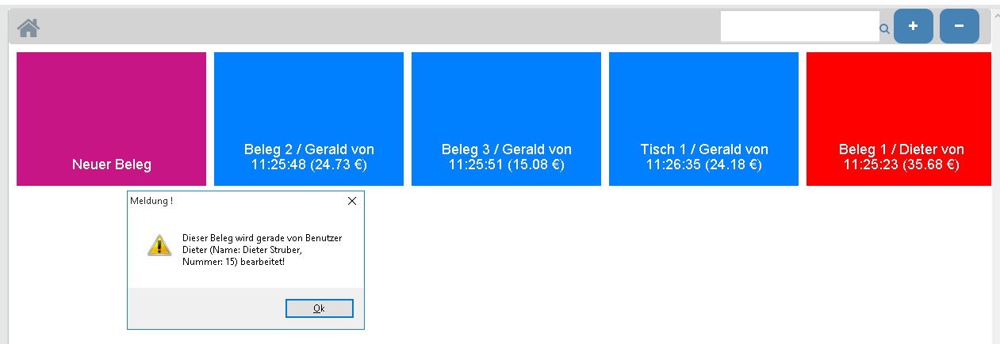 +
-
Neuer Beleg
Beleg 2 / Gerald von
11:25:48 (24.73 €)
Beleg 3 / Gerald von
11:25:51 (15.08 €)
Tisch 1 / Gerald von
11:26:35 (24.18 €)
Beleg 1 / Dieter von
11:25:23 (35.68 €)
Meldung !
Dieser Beleg wird gerade von Benutzer
Dieter (Name: Dieter Struber,
Nummer: 15) bearbeitet!
Ok